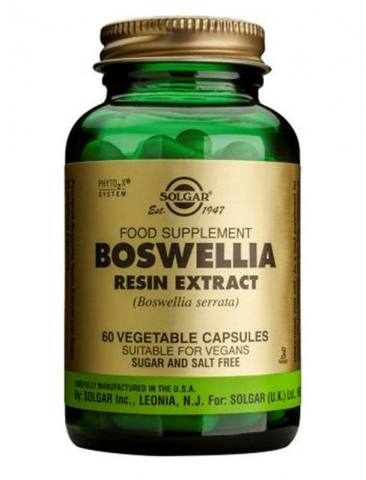 PHYTO2X®
SYSTEM
SOLGAR®
Est. 1947
FOOD SUPPLEMENT
BOSWELLIA
RESIN EXTRACT
(Boswellia serrata)
60 VEGETABLE CAPSULES
SUITABLE FOR VEGANS
SUGAR AND SALT FREE
CAREFULLY MANUFACTURED IN THE U.S.A.
By: SOLGAR Inc., LEONIA, N.J. For: SOLGAR (U.K.) Ltd.